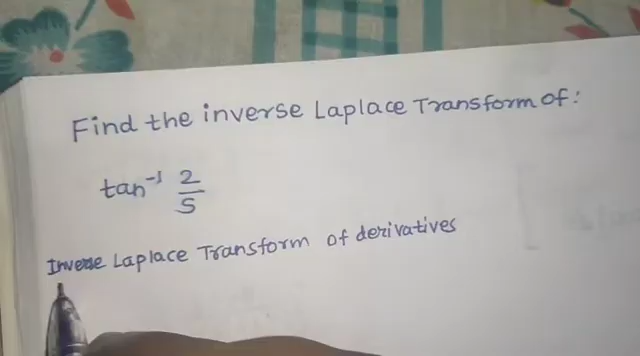 Find the inverse Laplace Transform of:
tan⁻¹ 2/s
Inverse Laplace Transform of derivatives